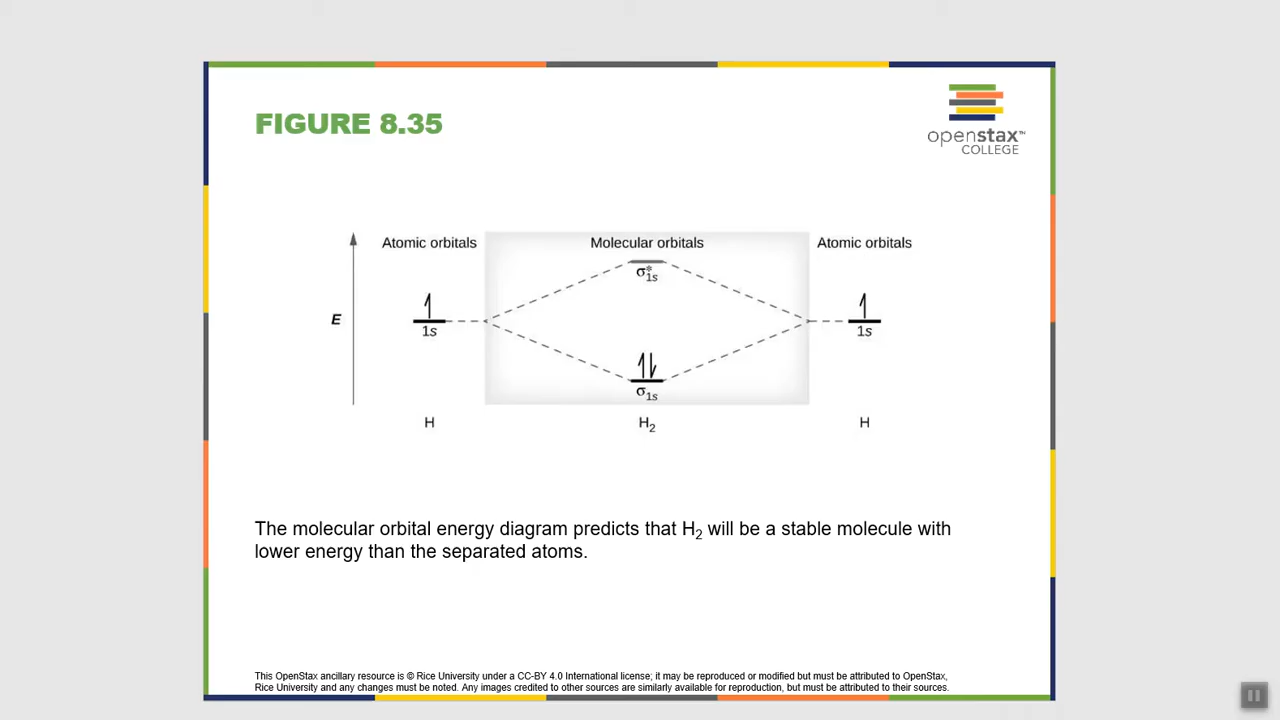 FIGURE 8.35
openstax™
COLLEGE
Atomic orbitals
Molecular orbitals
Atomic orbitals
σ*1s
E
1s
1s
σ1s
H
H2
H
The molecular orbital energy diagram predicts that H2 will be a stable molecule with
lower energy than the separated atoms.
This OpenStax ancillary resource is © Rice University under a CC-BY 4.0 International license; it may be reproduced or modified but must be attributed to OpenStax,
Rice University and any changes must be noted. Any images credited to other sources are similarly available for reproduction, but must be attributed to their sources.